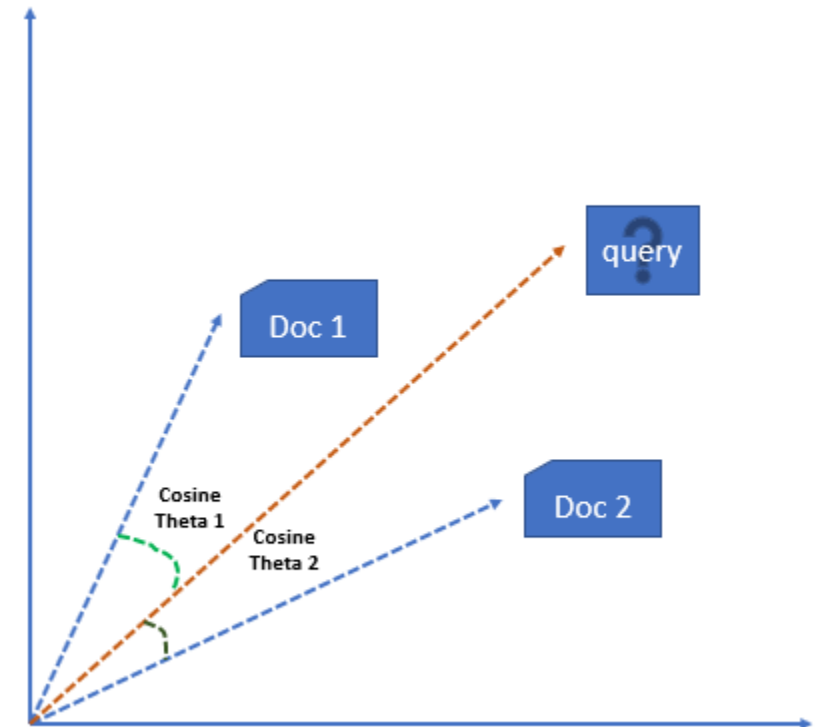 query
Doc 1
Cosine
Theta 1
Doc 2
Cosine
Theta 2